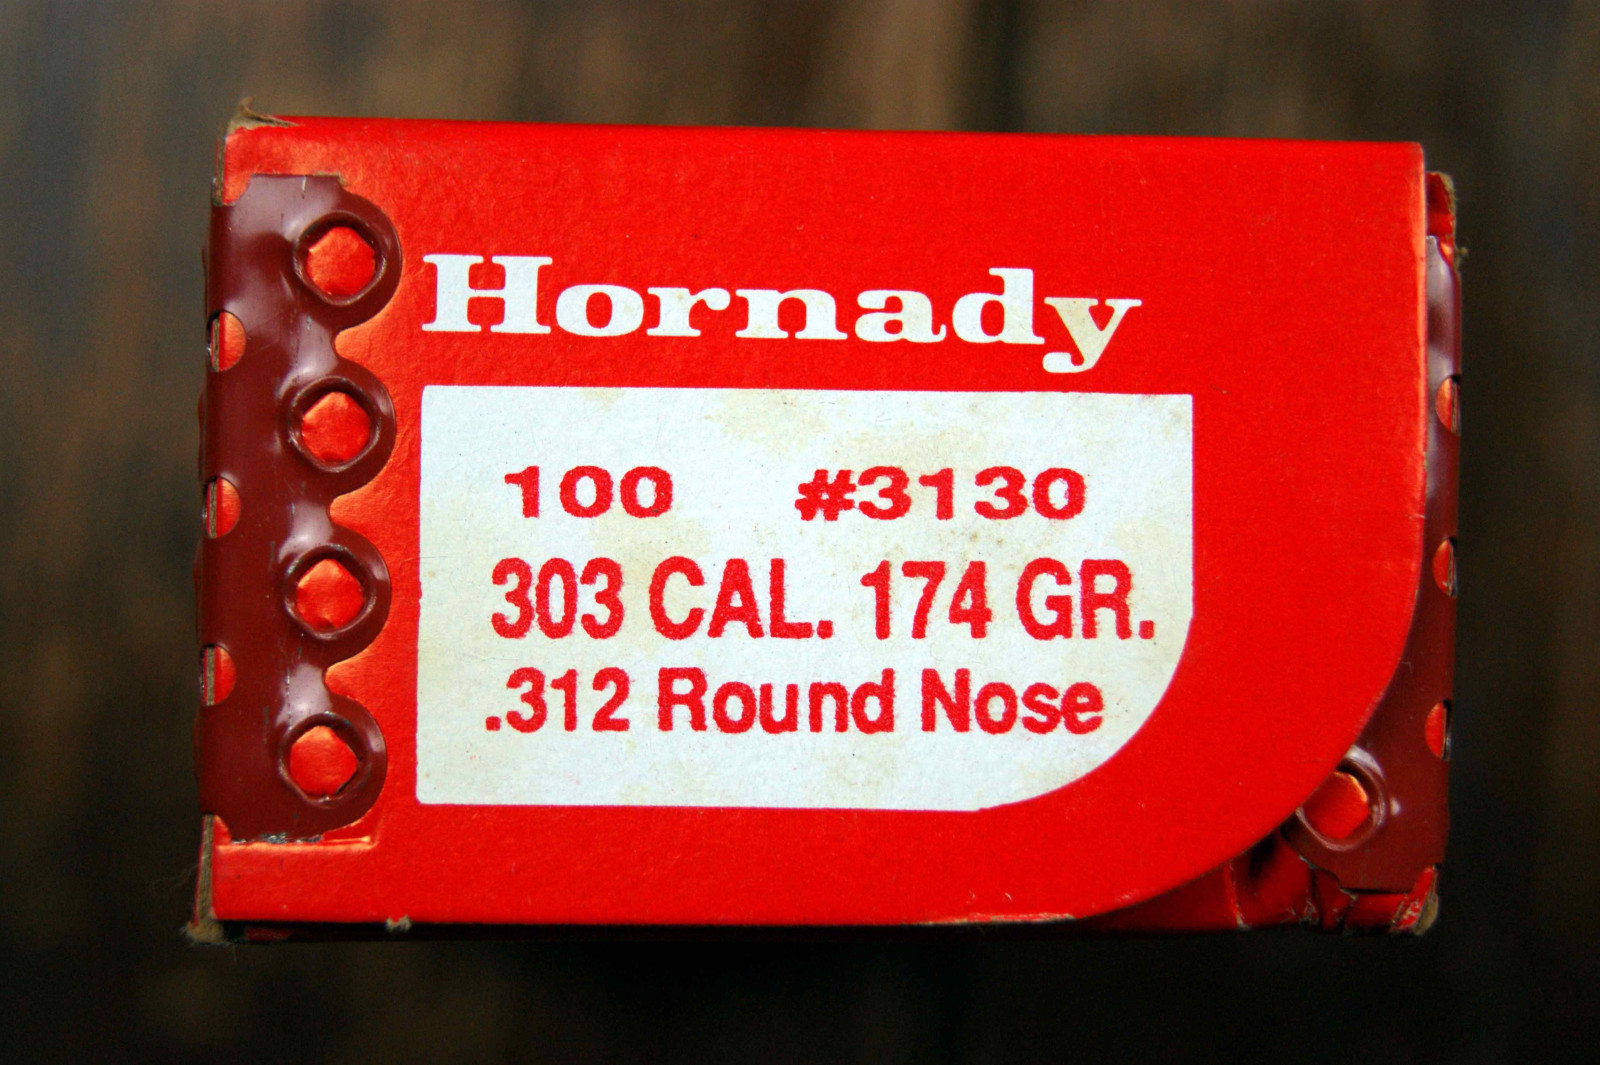 Hornady
100 #3130
303 CAL. 174 GR.
.312 Round Nose